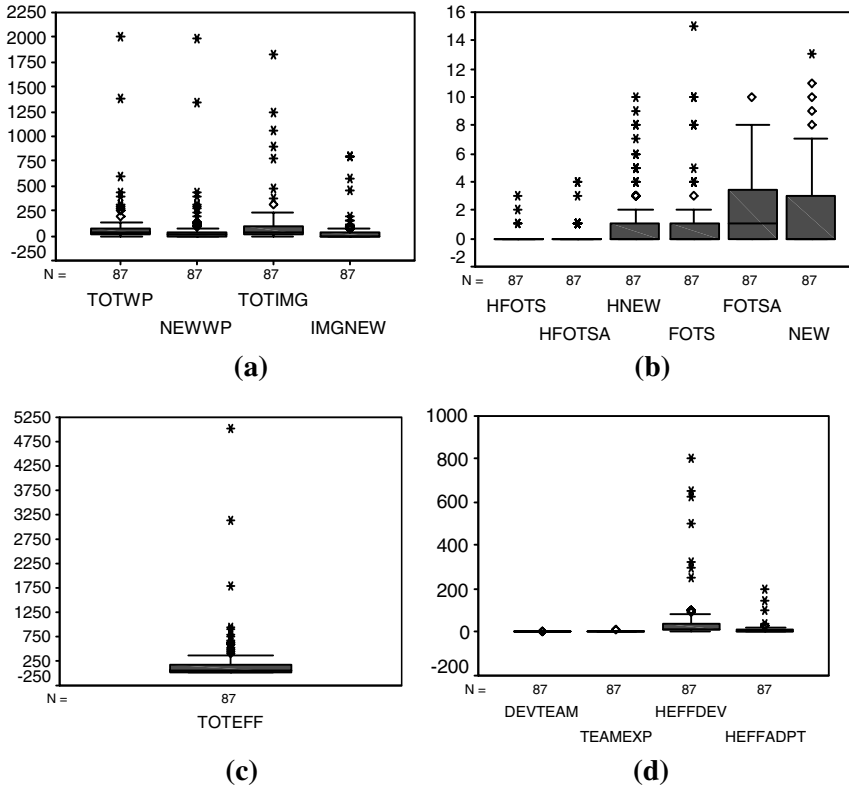 2250
2000
1750
1500
1250
1000
750
500
250
0
-250
N = 87 87 87 87
TOTWP TOTIMG
NEWWP IMGNEW
(a)
16
14
12
10
8
6
4
2
0
-2
N = 87 87 87 87 87 87
HFOTS HNEW FOTSA
HFOTSA FOTS NEW
(b)
5250
4750
4250
3750
3250
2750
2250
1750
1250
750
250
-250
N = 87
TOTEFF
(c)
1000
800
600
400
200
0
-200
N = 87 87 87 87
DEVTEAM HEFFDEV
TEAMEXP HEFFADPT
(d)